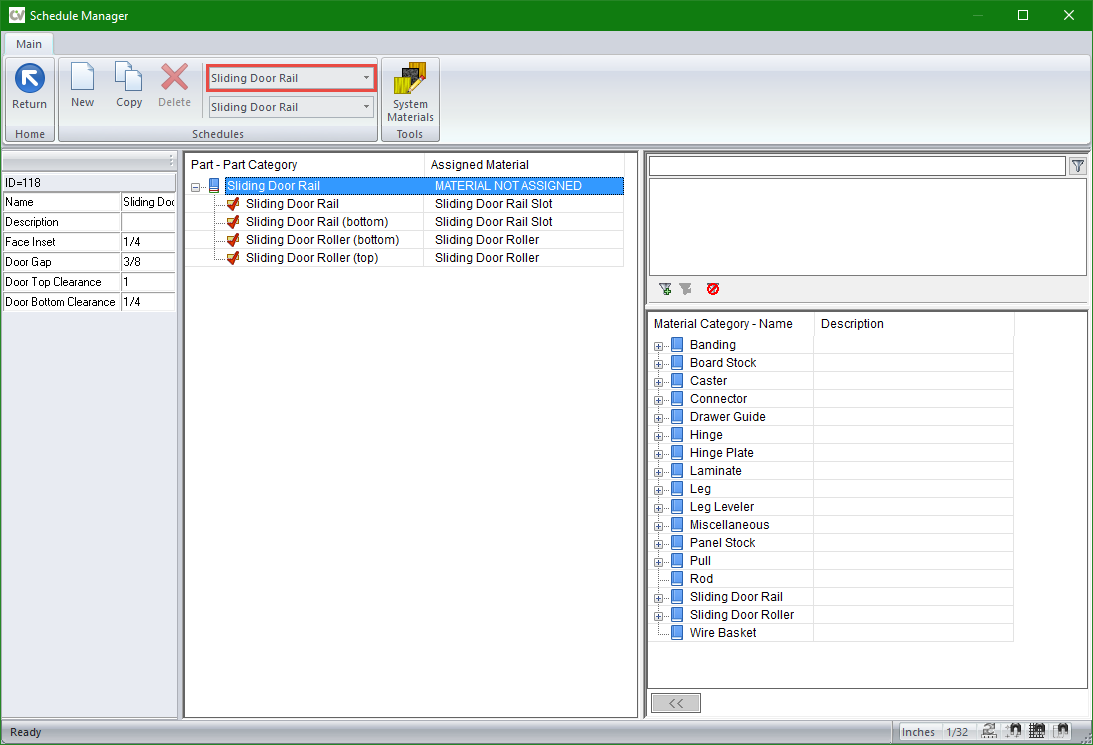 CV Schedule Manager
Main
Return
New
Copy
Delete
Sliding Door Rail
Sliding Door Rail
System
Materials
Home
Schedules
Tools
ID=118
Name Sliding Doo
Description
Face Inset 1/4
Door Gap 3/8
Door Top Clearance 1
Door Bottom Clearance 1/4
Part - Part Category Assigned Material
Sliding Door Rail MATERIAL NOT ASSIGNED
Sliding Door Rail Sliding Door Rail Slot
Sliding Door Rail (bottom) Sliding Door Rail Slot
Sliding Door Roller (bottom) Sliding Door Roller
Sliding Door Roller (top) Sliding Door Roller
Material Category - Name Description
Banding
Board Stock
Caster
Connector
Drawer Guide
Hinge
Hinge Plate
Laminate
Leg
Leg Leveler
Miscellaneous
Panel Stock
Pull
Rod
Sliding Door Rail
Sliding Door Roller
Wire Basket
<<
Ready
Inches 1/32